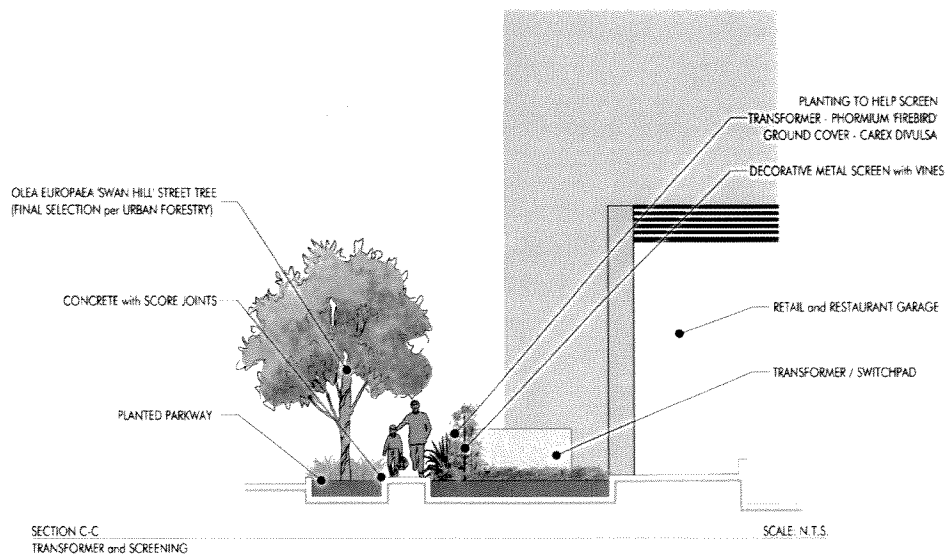 PLANTING TO HELP SCREEN
TRANSFORMER - PHORMIUM 'FIREBIRD'
GROUND COVER - CAREX DIVULSA
DECORATIVE METAL SCREEN with VINES
OLEA EUROPAEA 'SWAN HILL' STREET TREE
(FINAL SELECTION per URBAN FORESTRY)
CONCRETE with SCORE JOINTS
RETAIL and RESTAURANT GARAGE
TRANSFORMER / SWITCHPAD
PLANTED PARKWAY
SECTION C-C
TRANSFORMER and SCREENING
SCALE: N.T.S.